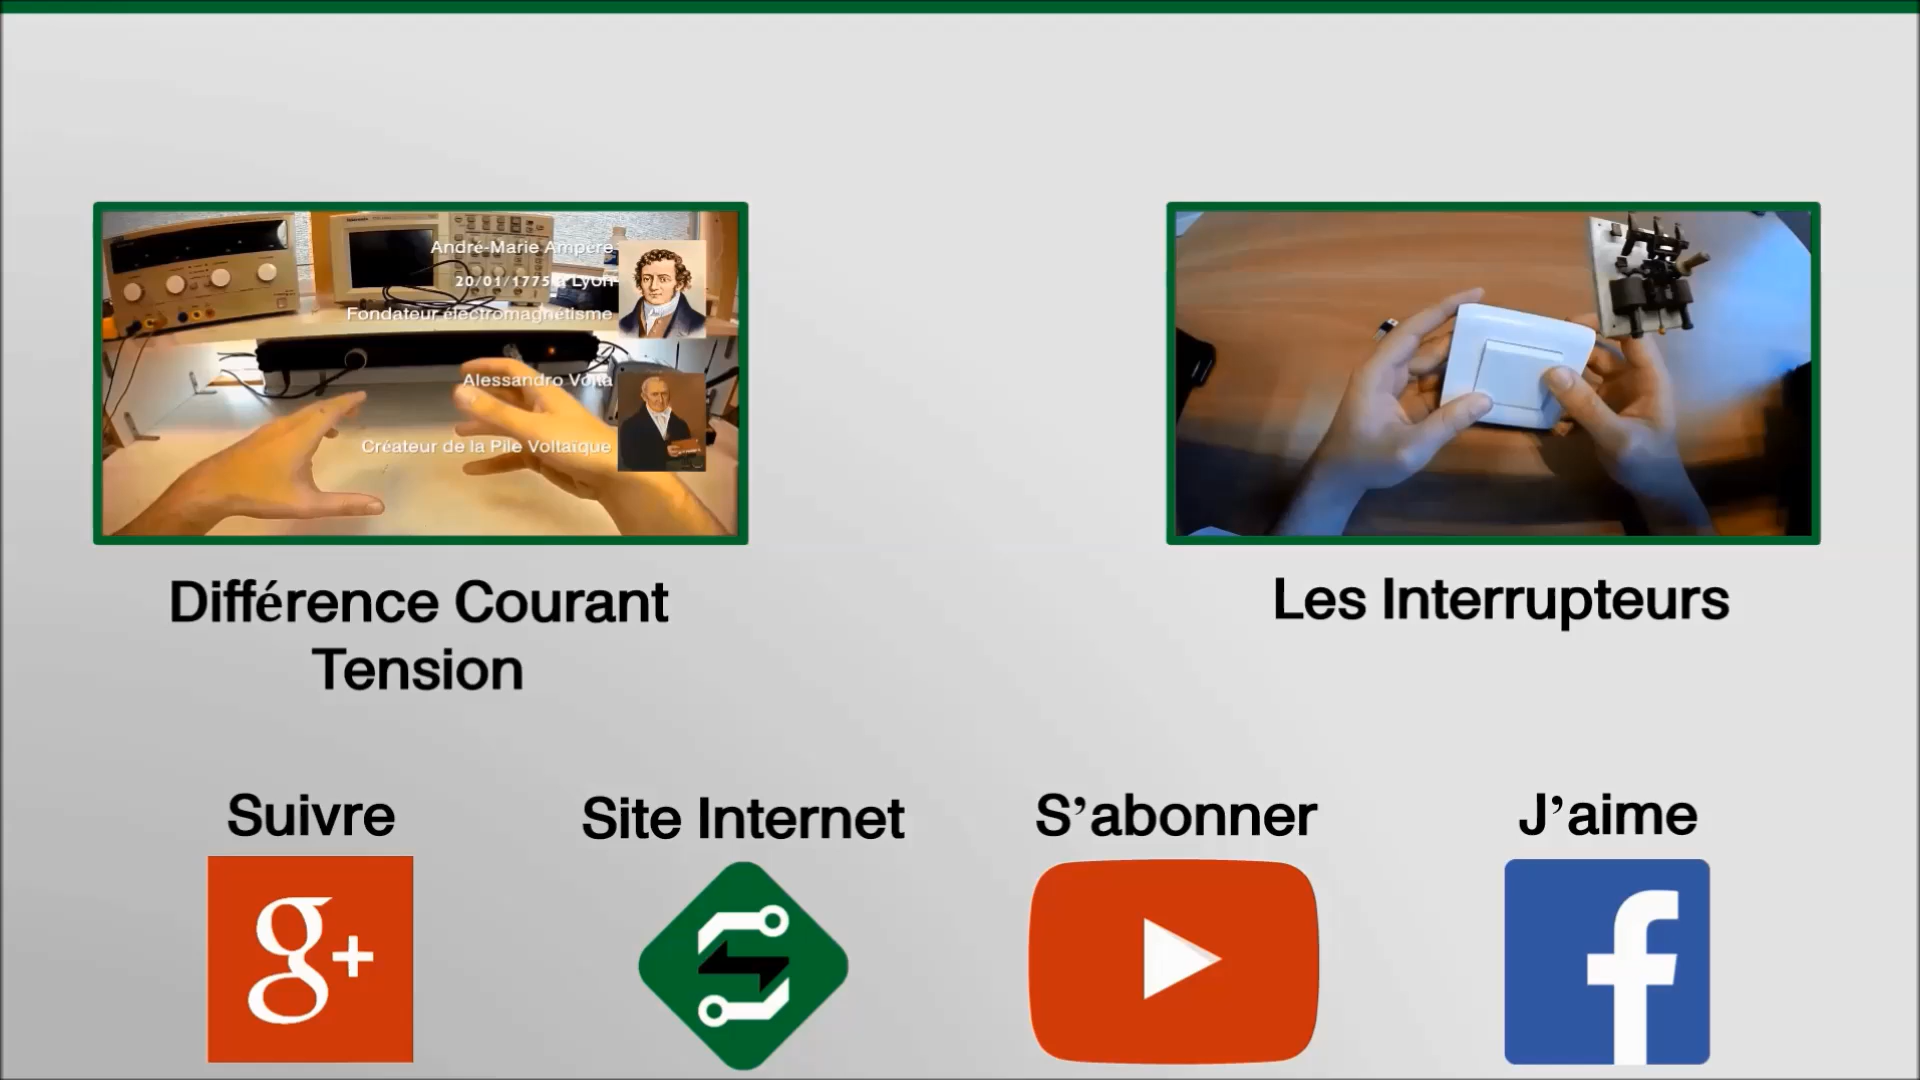 André-Marie Ampère
20/01/1775 à Lyon
Fondateur électromagnétisme
Alessandro Volta
Créateur de la Pile Voltaïque
Différence Courant
Tension
Les Interrupteurs
Suivre
Site Internet
S’abonner
J’aime
g+
f